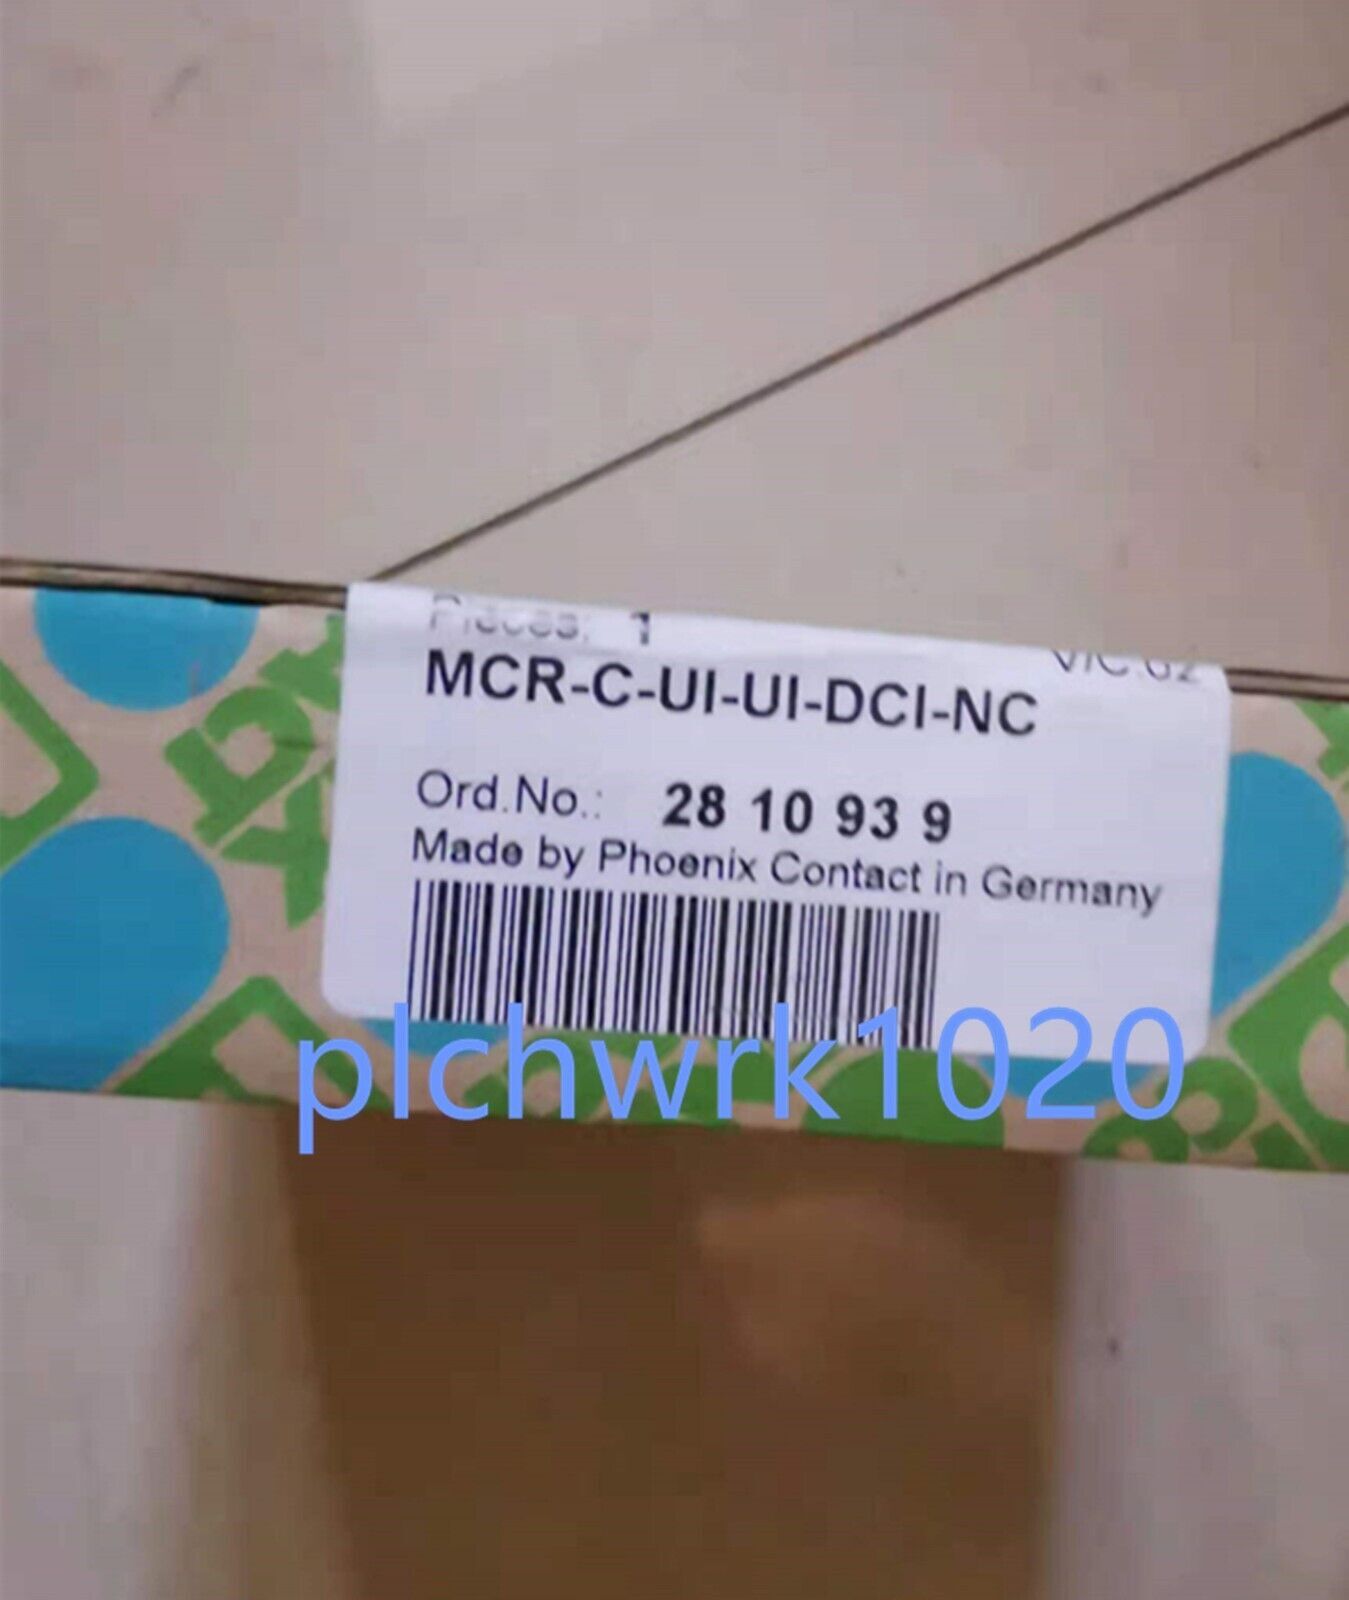 Pieces: 1
MCR-C-UI-UI-DCI-NC
Ord.No.: 28 10 93 9
Made by Phoenix Contact in Germany
plchwrk1020